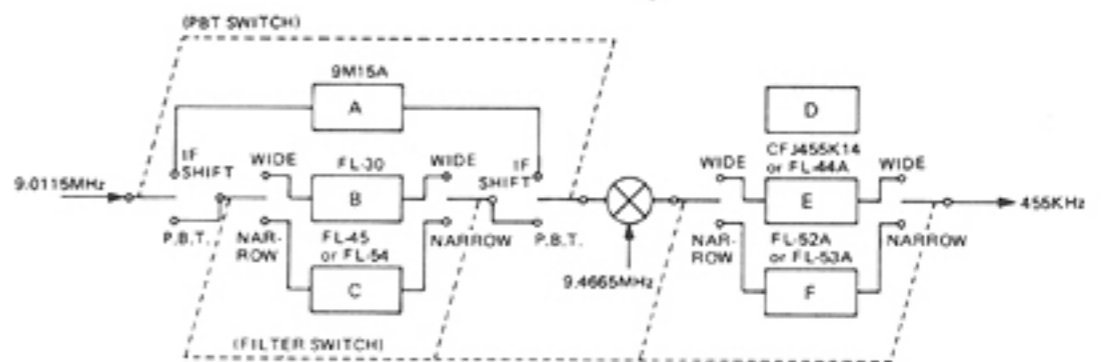 (PBT SWITCH)
9M15A
A
IF
SHIFT
WIDE
FL-30
B
WIDE
IF
SHIFT
9.0115MHz
P.B.T.
NAR-
ROW
FL-45
or FL-54
C
NARROW
P.B.T.
9.4665MHz
(FILTER SWITCH)
D
WIDE
CFJ455K14
or FL-44A
E
WIDE
455KHz
NAR-
ROW
FL-52A
or FL-53A
F
NARROW